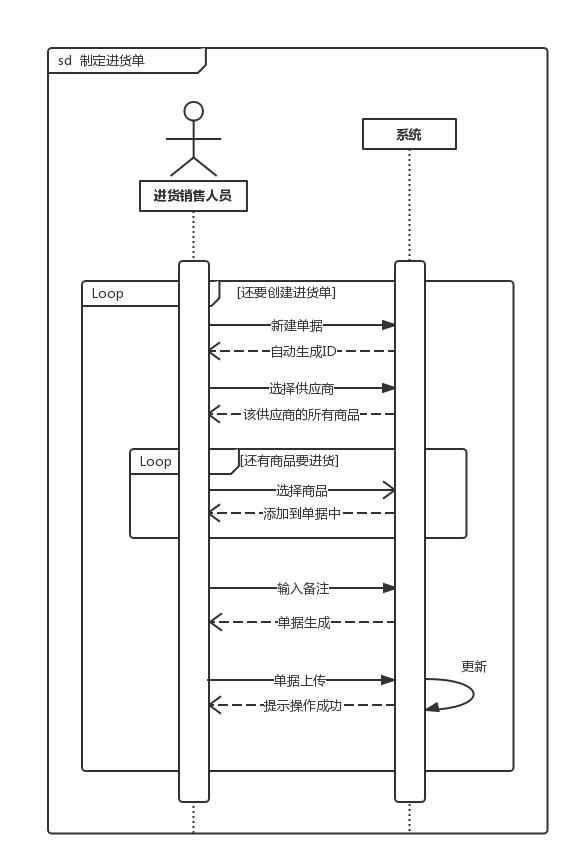 sd 制定进货单
系统
进货销售人员
Loop
[还要创建进货单]
新建单据
自动生成ID
选择供应商
该供应商的所有商品
Loop
[还有商品要进货]
选择商品
添加到单据中
输入备注
单据生成
更新
单据上传
提示操作成功